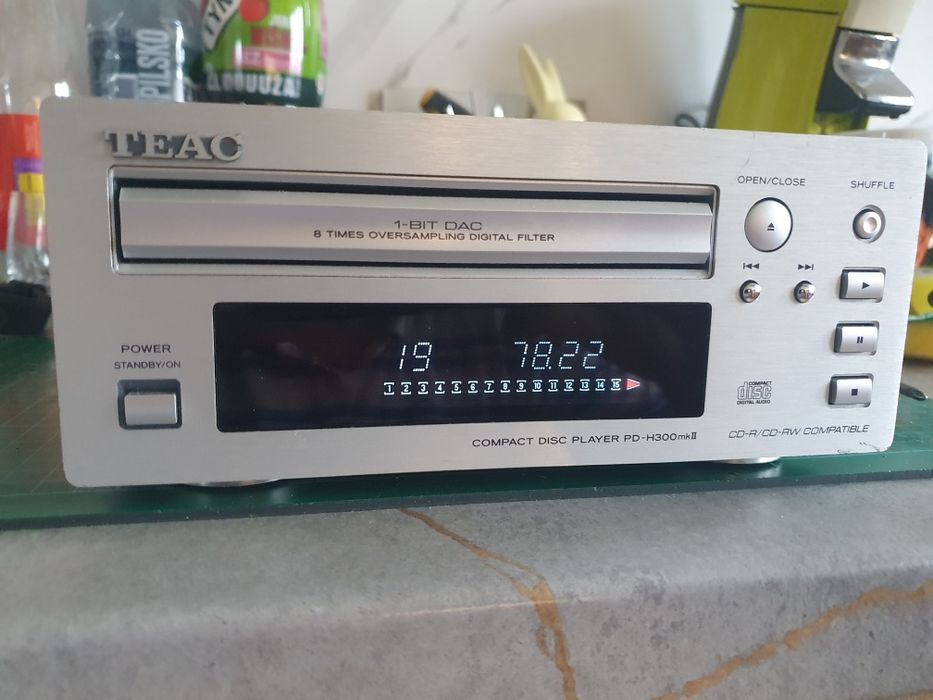 PILSKO
TEAC
1-BIT DAC
8 TIMES OVERSAMPLING DIGITAL FILTER
OPEN/CLOSE
SHUFFLE
POWER
STANDBY/ON
19 78.22
1 2 3 4 5 6 7 8 9 10 11 12 13 14 15
COMPACT
disc
DIGITAL AUDIO
COMPACT DISC PLAYER PD-H300mkII
CD-R/CD-RW COMPATIBLE